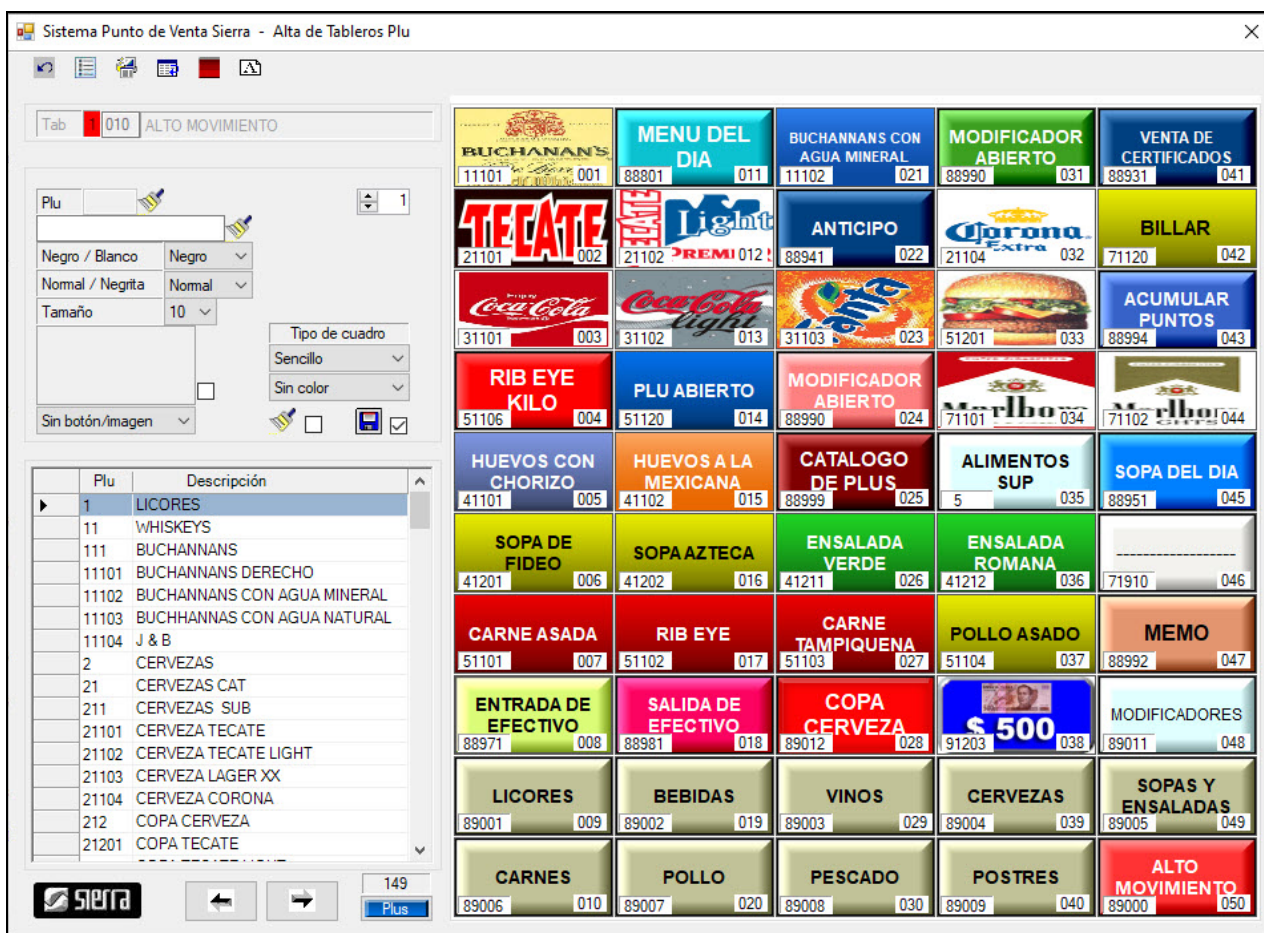 Sistema Punto de Venta Sierra - Alta de Tableros Plu
Tab 1 010 ALTO MOVIMIENTO
Plu
1
Negro / Blanco Negro
Normal / Negrita Normal
Tamaño 10
Tipo de cuadro
Sencillo
Sin color
Sin botón/imagen
Plu Descripción
1 LICORES
11 WHISKEYS
111 BUCHANNANS
11101 BUCHANNANS DERECHO
11102 BUCHANNANS CON AGUA MINERAL
11103 BUCHHANNAS CON AGUA NATURAL
11104 J & B
2 CERVEZAS
21 CERVEZAS CAT
211 CERVEZAS SUB
21101 CERVEZA TECATE
21102 CERVEZA TECATE LIGHT
21103 CERVEZA LAGER XX
21104 CERVEZA CORONA
212 COPA CERVEZA
21201 COPA TECATE
sierra
149
Plus
BUCHANAN'S
11101 001
MENU DEL
DIA
88801 011
BUCHANNANS CON
AGUA MINERAL
11102 021
MODIFICADOR
ABIERTO
88990 031
VENTA DE
CERTIFICADOS
88931 041
TECATE
21101 002
TECATE
Light
PREMI
21102 012
ANTICIPO
88941 022
Corona
Extra
21104 032
BILLAR
71120 042
Coca-Cola
31101 003
Coca-Cola
light
31102 013
Fanta
31103 023
51201 033
ACUMULAR
PUNTOS
88994 043
RIB EYE
KILO
51106 004
PLU ABIERTO
51120 014
MODIFICADOR
ABIERTO
88990 024
Marlboro
71101 034
Marlboro
71102 044
HUEVOS CON
CHORIZO
41101 005
HUEVOS A LA
MEXICANA
41102 015
CATALOGO
DE PLUS
88999 025
ALIMENTOS
SUP
5 035
SOPA DEL DIA
88951 045
SOPA DE
FIDEO
41201 006
SOPA AZTECA
41202 016
ENSALADA
VERDE
41211 026
ENSALADA
ROMANA
41212 036
------------------
71910 046
CARNE ASADA
51101 007
RIB EYE
51102 017
CARNE
TAMPIQUENA
51103 027
POLLO ASADO
51104 037
MEMO
88992 047
ENTRADA DE
EFECTIVO
88971 008
SALIDA DE
EFECTIVO
88981 018
COPA
CERVEZA
89012 028
$ 500
91203 038
MODIFICADORES
89011 048
LICORES
89001 009
BEBIDAS
89002 019
VINOS
89003 029
CERVEZAS
89004 039
SOPAS Y
ENSALADAS
89005 049
CARNES
89006 010
POLLO
89007 020
PESCADO
89008 030
POSTRES
89009 040
ALTO
MOVIMIENTO
89000 050